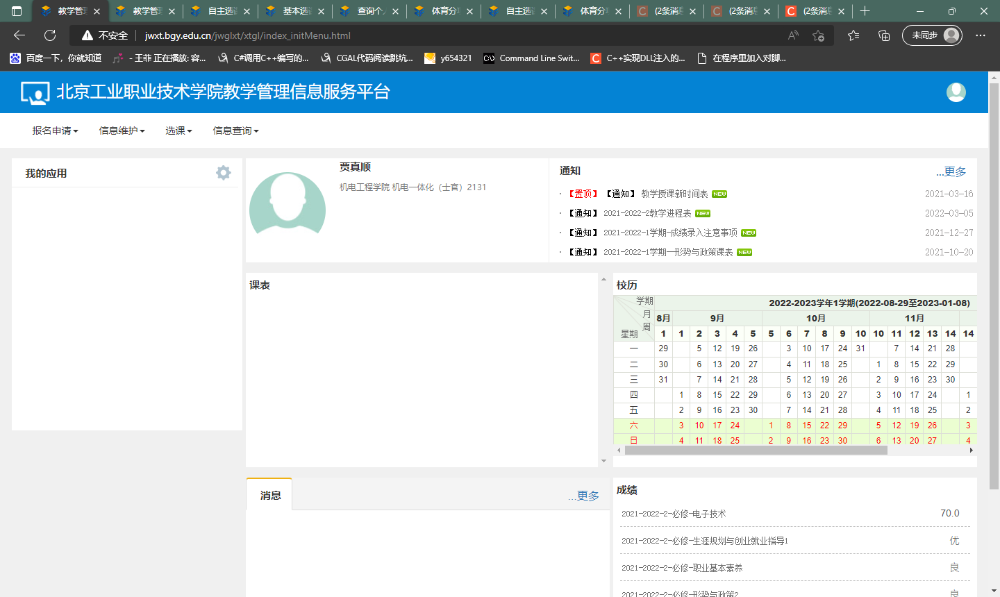 教学管 教学管 自主选 基本选 查询个 体育分 自主选 体育分 (2条消息 (2条消息 (2条消息
不安全 jwxt.bgy.edu.cn/jwglxt/xtgl/index_initMenu.html 未同步
百度一下，你就知道 - 王菲 正在播放: 容... C#调用C++编写的... CGAL代码阅读跳坑... y654321 Command Line Swit... C++实现DLL注入的... 在程序里加入对脚...
北京工业职业技术学院教学管理信息服务平台
报名申请 信息维护 选课 信息查询
我的应用
贾真顺
机电工程学院 机电一体化（士官）2131
通知 ...更多
【置顶】【通知】 教学授课新时间表 NEW 2021-03-16
【通知】 2021-2022-2教学进程表 NEW 2022-03-05
【通知】 2021-2022-1学期-成绩录入注意事项 NEW 2021-12-27
【通知】 2021-2022-1学期—形势与政策课表 NEW 2021-10-20
课表
校历
学期 2022-2023学年1学期(2022-08-29至2023-01-08)
月 8月 9月 10月 11月
周
星期 1 1 2 3 4 5 5 6 7 8 9 10 10 11 12 13 14 14
一 29 5 12 19 26 3 10 17 24 31 7 14 21 28
二 30 6 13 20 27 4 11 18 25 1 8 15 22 29
三 31 7 14 21 28 5 12 19 26 2 9 16 23 30
四 1 8 15 22 29 6 13 20 27 3 10 17 24 1
五 2 9 16 23 30 7 14 21 28 4 11 18 25 2
六 3 10 17 24 1 8 15 22 29 5 12 19 26 3
日 4 11 18 25 2 9 16 23 30 6 13 20 27 4
消息 ...更多
成绩
2021-2022-2-必修-电子技术 70.0
2021-2022-2-必修-生涯规划与创业就业指导1 优
2021-2022-2-必修-职业基本素养 良
2021-2022-2-必修-形势与政策2 良